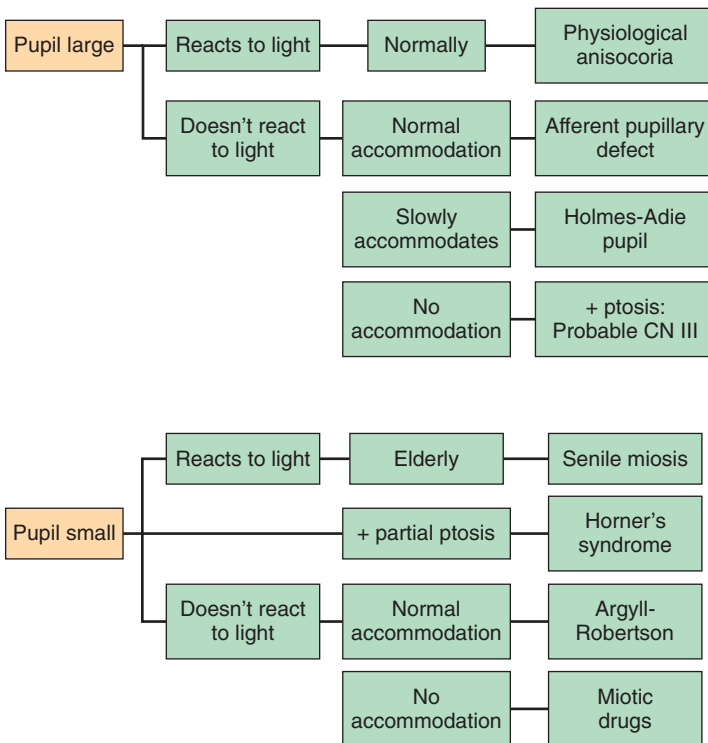 Pupil large
Reacts to light
Normally
Physiological
anisocoria
Doesn't react
to light
Normal
accommodation
Afferent pupillary
defect
Slowly
accommodates
Holmes-Adie
pupil
No
accommodation
+ ptosis:
Probable CN III
Pupil small
Reacts to light
Elderly
Senile miosis
+ partial ptosis
Horner's
syndrome
Doesn't react
to light
Normal
accommodation
Argyll-
Robertson
No
accommodation
Miotic
drugs